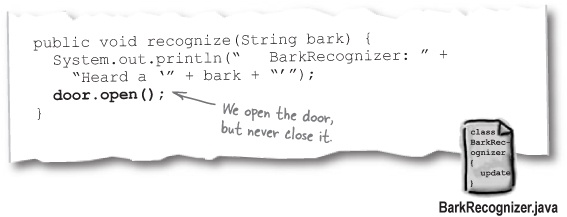 public void recognize(String bark) {
System.out.println(“   BarkRecognizer: ” +
“Heard a ‘” + bark + “’”);
door.open();
}
We open the door,
but never close it.
class
BarkRec-
ognizer
{
update
}
BarkRecognizer.java